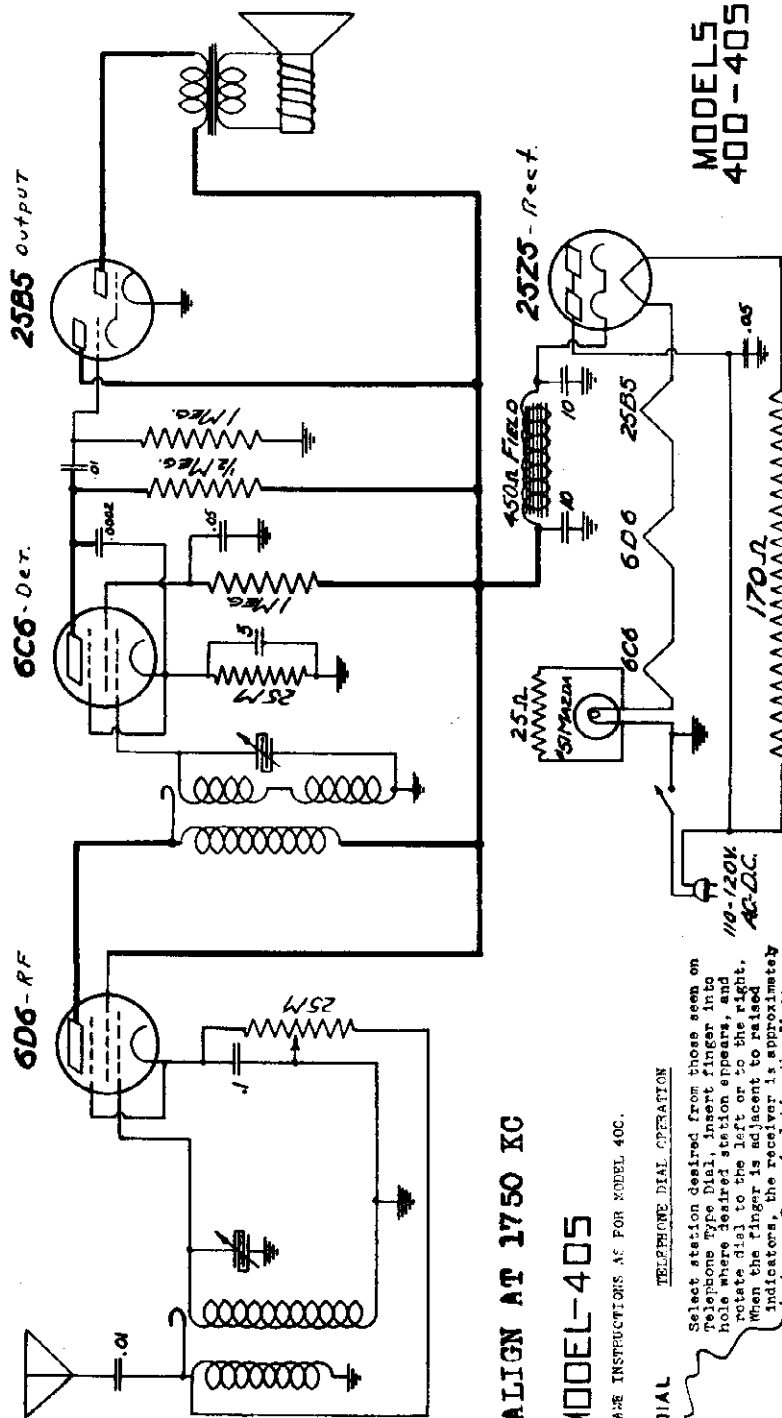 6D6-RF
6C6-Det.
25B5 Output
.01
.1
25M
25M
5
1 MEG.
.05
.0002
.01
½ MEG.
1 MEG.
450Ω FIELD
10
10
25Z5-Rect.
25Ω
51 MAZDA
6C6
6D6
25B5
.05
170Ω
110-120V.
AC-D.C.
MODELS
400-405
ALIGN AT 1750 KC
MODEL-405
INSTRUCTIONS AS FOR MODEL 400.
DIAL
TELEPHONE DIAL OPERATION
Select station desired from those seen on
Telephone Type Dial, insert finger into
hole where desired station appears, and
rotate dial to the left or to the right.
When the finger is adjacent to raised
indicators, the receiver is approximately